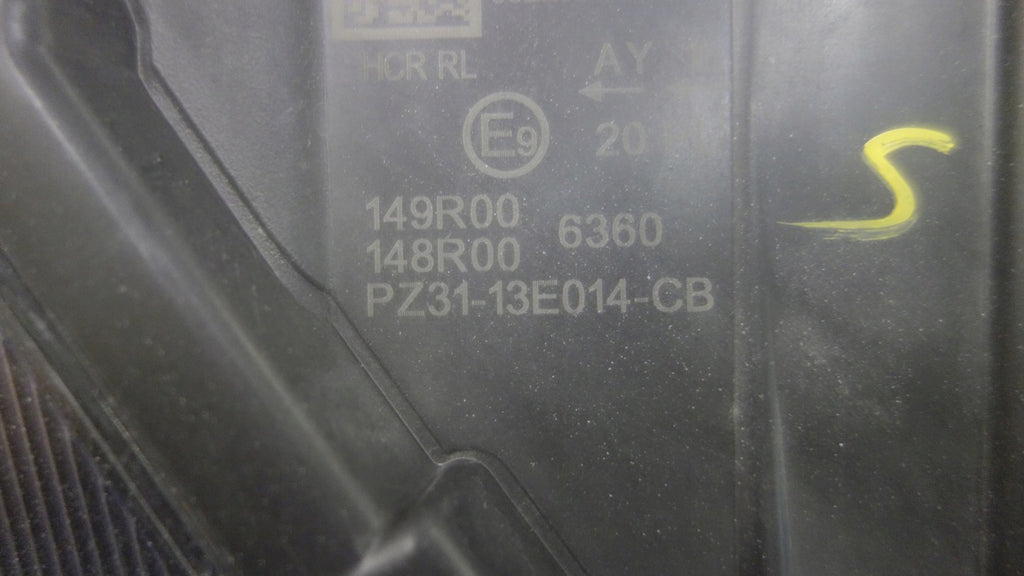 HCR RL AY
E9 20
149R00 6360
148R00
PZ31-13E014-CB
S